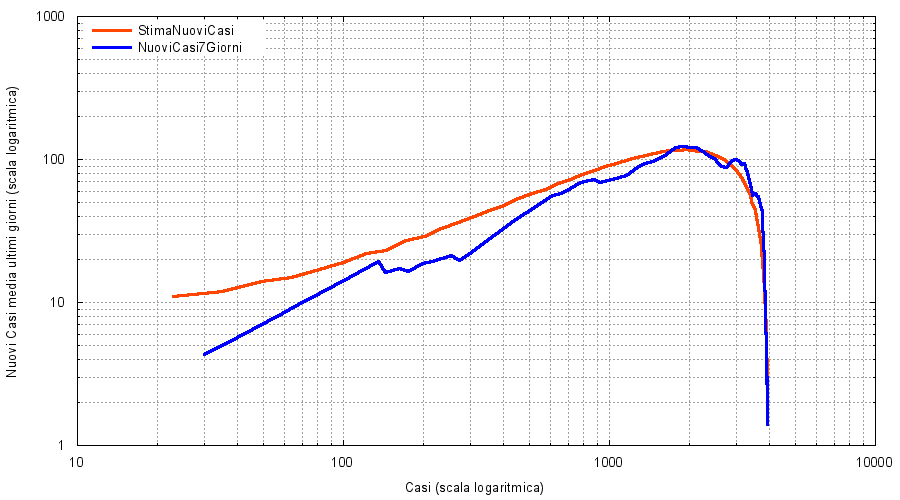 1000
StimaNuoviCasi
NuoviCasi7Giorni
100
10
1
Nuovi Casi media ultimi giorni (scala logaritmica)
10
100
1000
10000
Casi (scala logaritmica)